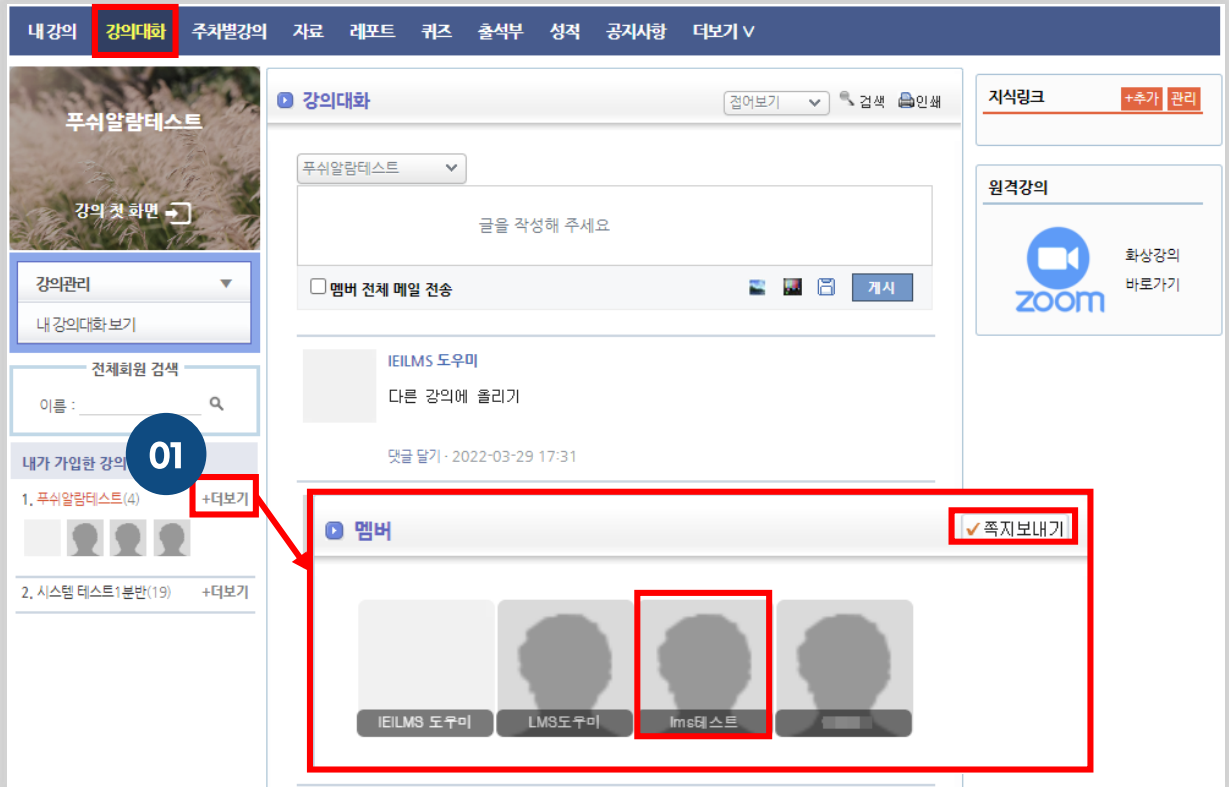 내 강의 강의대화 주차별강의 자료 레포트 퀴즈 출석부 성적 공지사항 더보기 ∨
푸쉬알람테스트
강의 첫 화면
강의관리 ▼
내 강의대화 보기
전체회원 검색
이름 :
내가 가입한 강의
01
1. 푸쉬알람테스트(4) +더보기
2. 시스템 테스트1분반(19) +더보기
강의대화
접어보기 검색 인쇄
푸쉬알람테스트
글을 작성해 주세요
멤버 전체 메일 전송 게시
IEILMS 도우미
다른 강의에 올리기
댓글 달기 · 2022-03-29 17:31
멤버 ✓쪽지보내기
IEILMS 도우미 LMS도우미 lms테스트
지식링크 +추가 관리
원격강의
화상강의
바로가기
zoom